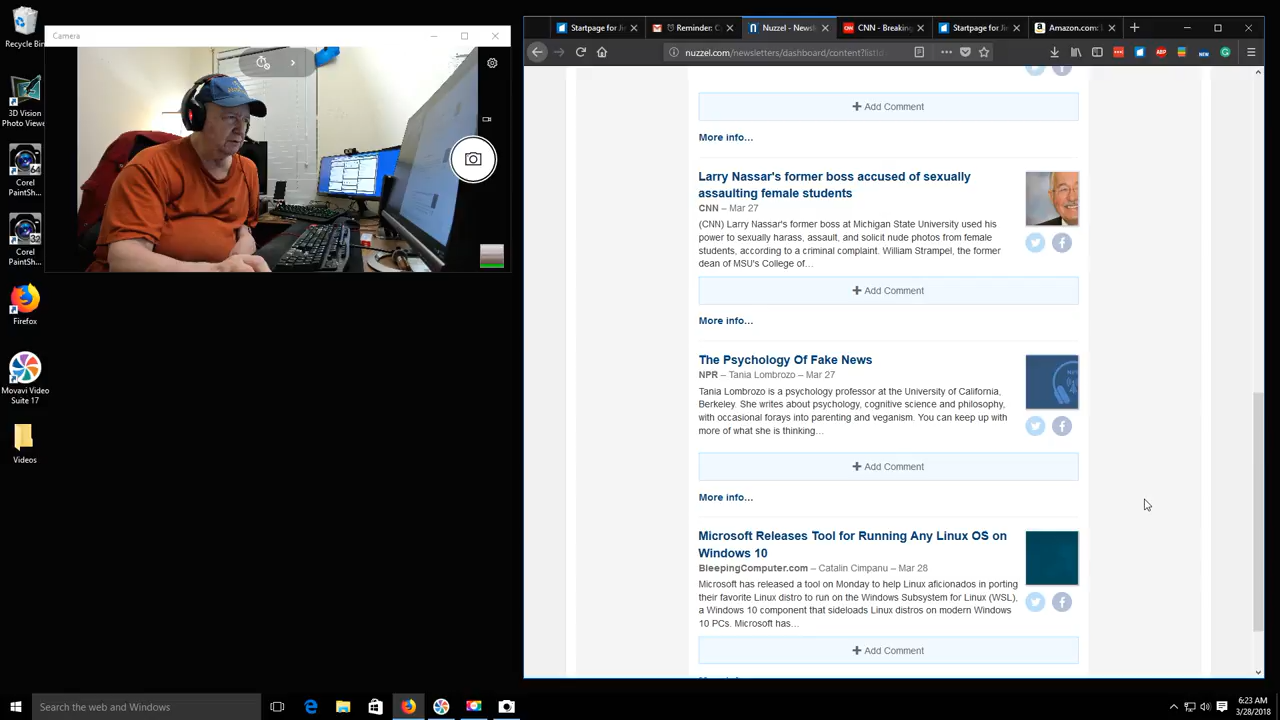 Recycle Bin
3D Vision
Photo Viewer
Corel
PaintSh...
Corel
PaintSh...
Firefox
Movavi Video
Suite 17
Videos
Camera
Startpage for Ji
Reminder: C
Nuzzel - Newsl
CNN - Breaking
Startpage for Ji
Amazon.com:
nuzzel.com/newsletters/dashboard/content?listId
Add Comment
More info...
Larry Nassar's former boss accused of sexually
assaulting female students
CNN – Mar 27
(CNN) Larry Nassar's former boss at Michigan State University used his
power to sexually harass, assault, and solicit nude photos from female
students, according to a criminal complaint. William Strampel, the former
dean of MSU's College of...
Add Comment
More info...
The Psychology Of Fake News
NPR – Tania Lombrozo – Mar 27
Tania Lombrozo is a psychology professor at the University of California,
Berkeley. She writes about psychology, cognitive science and philosophy,
with occasional forays into parenting and veganism. You can keep up with
more of what she is thinking...
Add Comment
More info...
Microsoft Releases Tool for Running Any Linux OS on
Windows 10
BleepingComputer.com – Catalin Cimpanu – Mar 28
Microsoft has released a tool on Monday to help Linux aficionados in porting
their favorite Linux distro to run on the Windows Subsystem for Linux (WSL),
a Windows 10 component that sideloads Linux distros on modern Windows
10 PCs. Microsoft has...
Add Comment
Search the web and Windows
6:23 AM
3/28/2018